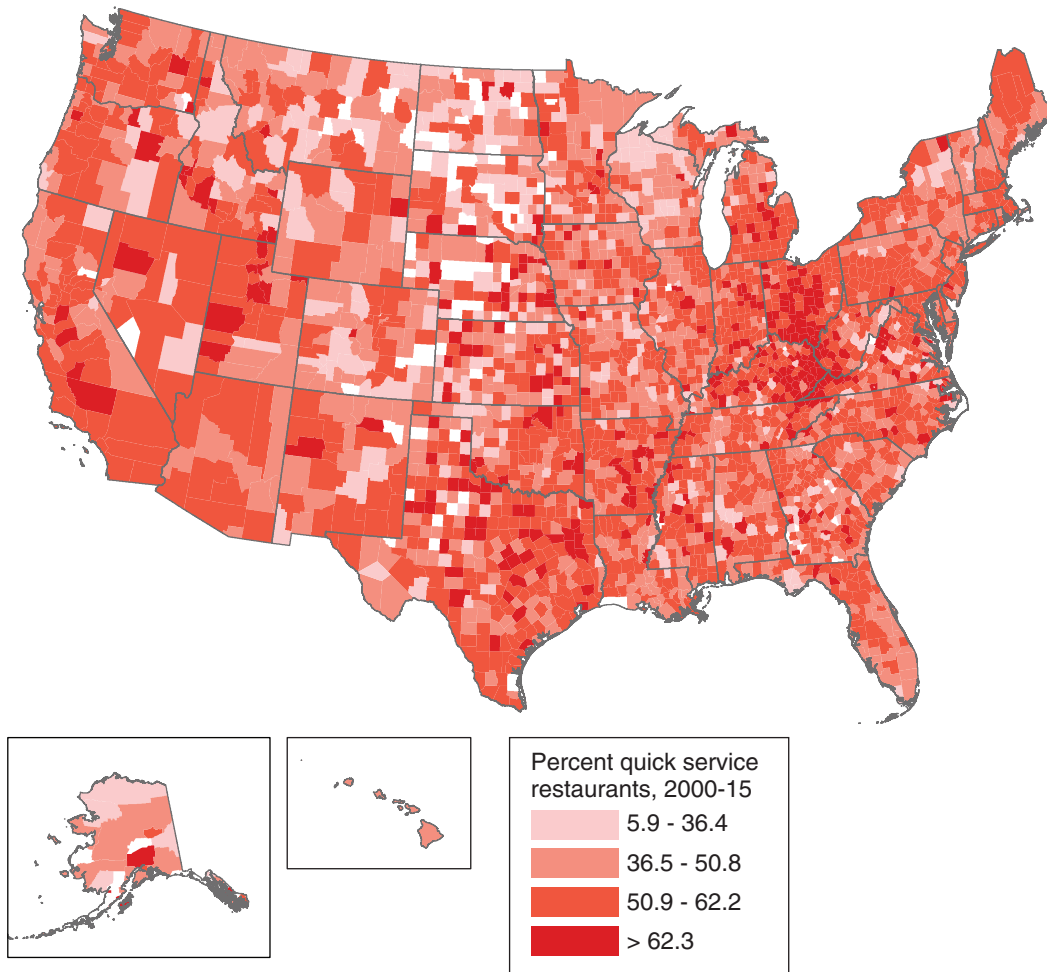 Percent quick service
restaurants, 2000-15
5.9 - 36.4
36.5 - 50.8
50.9 - 62.2
> 62.3